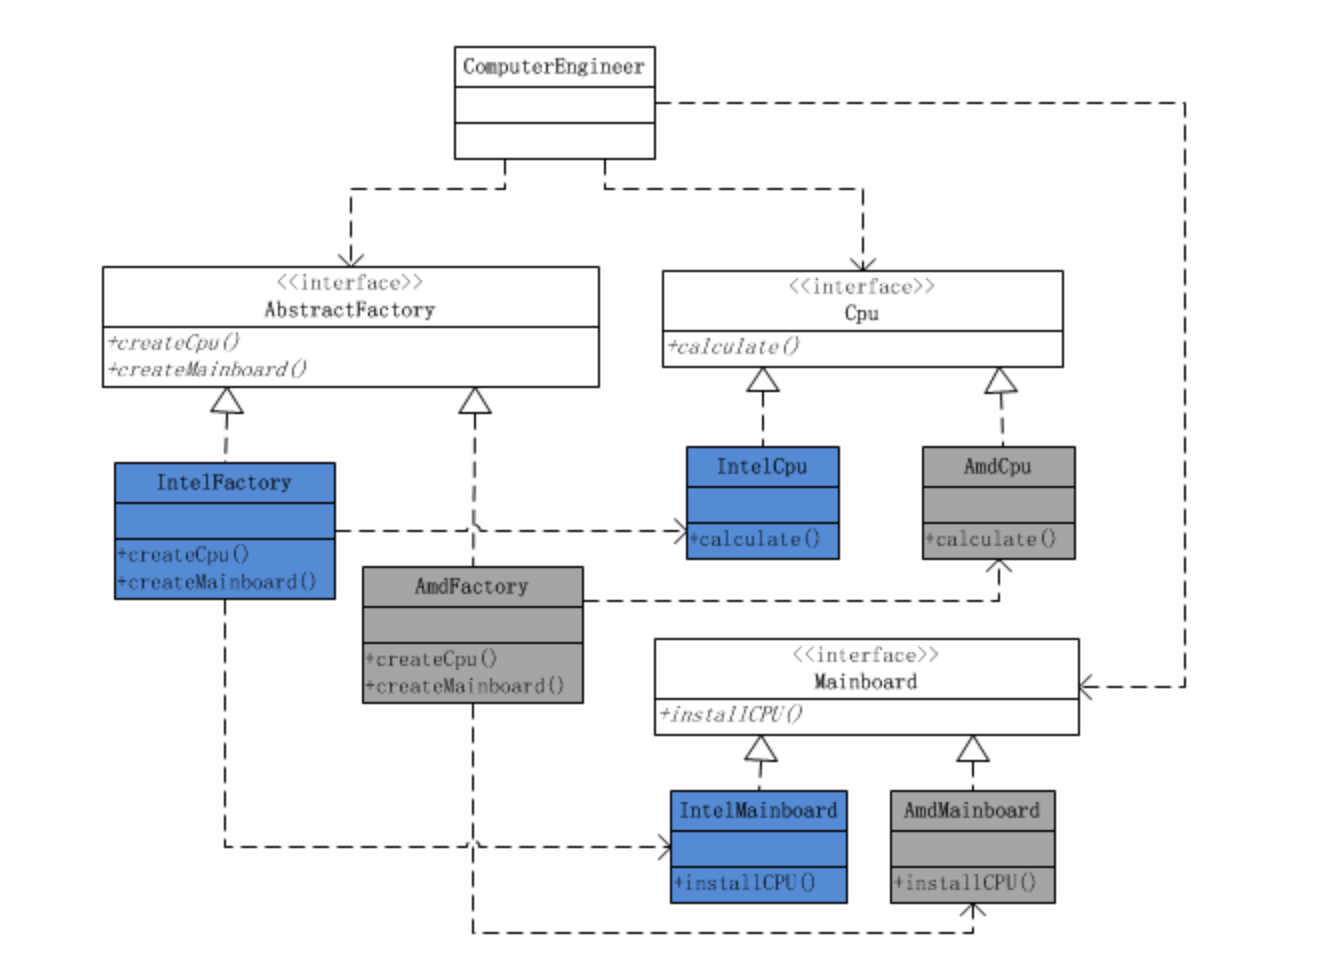 ComputerEngineer
<<interface>>
AbstractFactory
+createCpu()
+createMainboard()
<<interface>>
Cpu
+calculate()
IntelFactory
+createCpu()
+createMainboard()
IntelCpu
+calculate()
AmdCpu
+calculate()
AmdFactory
+createCpu()
+createMainboard()
<<interface>>
Mainboard
+installCPU()
IntelMainboard
+installCPU()
AmdMainboard
+installCPU()